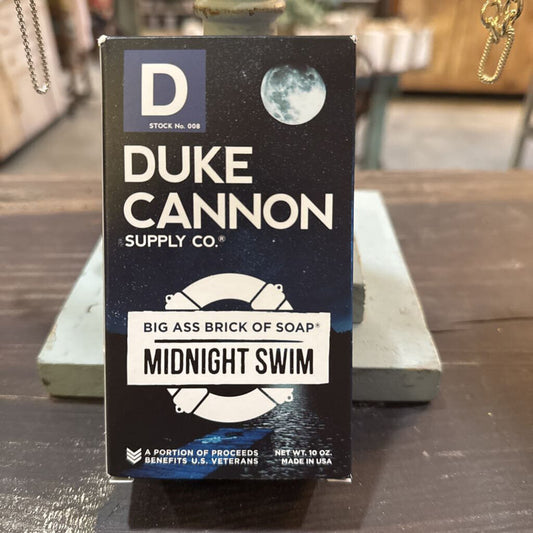 D
STOCK No. 008
DUKE
CANNON
SUPPLY CO.®
BIG ASS BRICK OF SOAP®
MIDNIGHT SWIM
A PORTION OF PROCEEDS
BENEFITS U.S. VETERANS
NET WT. 10 OZ.
MADE IN USA